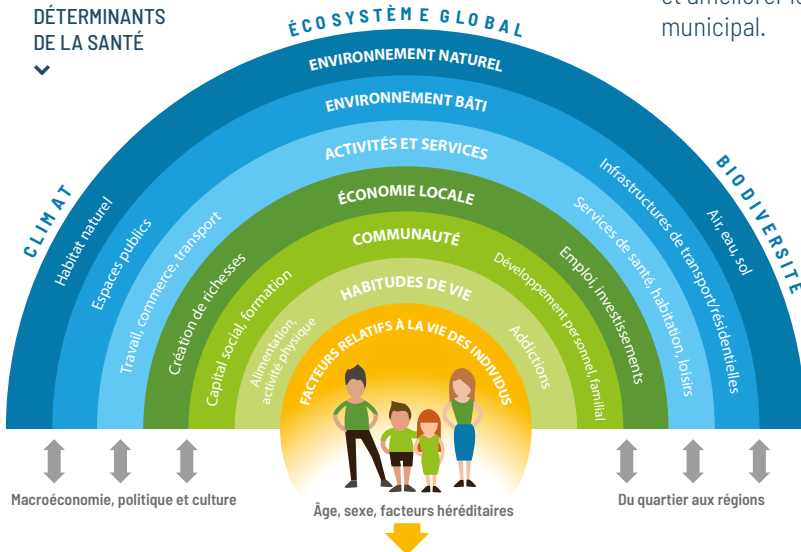 DÉTERMINANTS
DE LA SANTÉ
municipal.
ÉCOSYSTÈME GLOBAL
CLIMAT
BIODIVERSITÉ
ENVIRONNEMENT NATUREL
Habitat naturel
Air, eau, sol
ENVIRONNEMENT BÂTI
Espaces publics
Infrastructures de transport/résidentielles
ACTIVITÉS ET SERVICES
Travail, commerce, transport
Services de santé, habitation, loisirs
ÉCONOMIE LOCALE
Création de richesses
Emploi, investissements
COMMUNAUTÉ
Capital social, formation
Développement personnel, familial
HABITUDES DE VIE
Alimentation,
activité physique
Addictions
FACTEURS RELATIFS À LA VIE DES INDIVIDUS
Macroéconomie, politique et culture
Âge, sexe, facteurs héréditaires
Du quartier aux régions